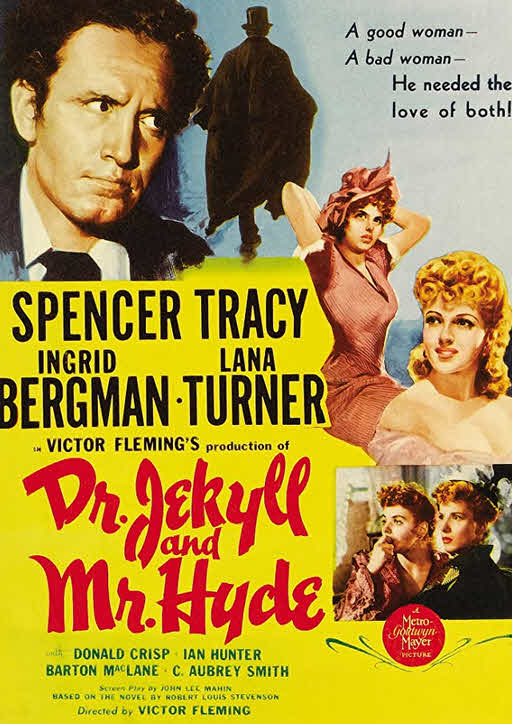 A good woman—
A bad woman—
He needed the
love of both!
SPENCER TRACY
INGRID BERGMAN · LANA TURNER
IN VICTOR FLEMING'S production of
Dr. Jekyll
and
Mr. Hyde
with DONALD CRISP · IAN HUNTER
BARTON MACLANE · C. AUBREY SMITH
Screen Play by JOHN LEE MAHIN
BASED ON THE NOVEL BY ROBERT LOUIS STEVENSON
Directed by VICTOR FLEMING
A
Metro-
Goldwyn-
Mayer
PICTURE